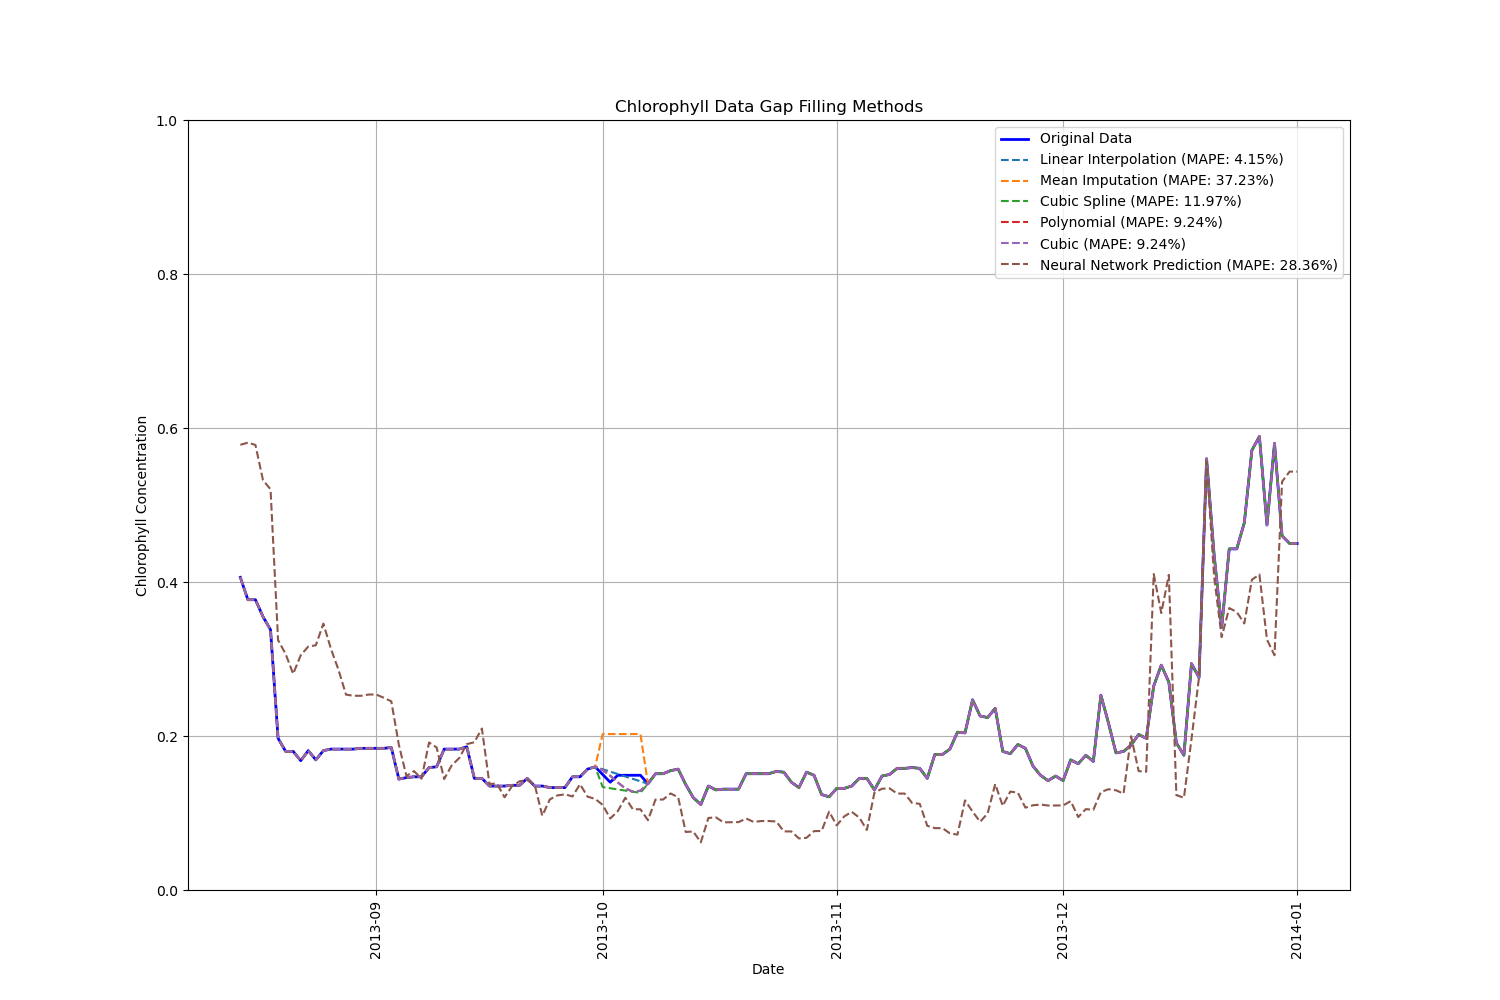 Chlorophyll Data Gap Filling Methods
Original Data
Linear Interpolation (MAPE: 4.15%)
Mean Imputation (MAPE: 37.23%)
Cubic Spline (MAPE: 11.97%)
Polynomial (MAPE: 9.24%)
Cubic (MAPE: 9.24%)
Neural Network Prediction (MAPE: 28.36%)
Chlorophyll Concentration
1.0
0.8
0.6
0.4
0.2
0.0
2013-09
2013-10
2013-11
2013-12
2014-01
Date